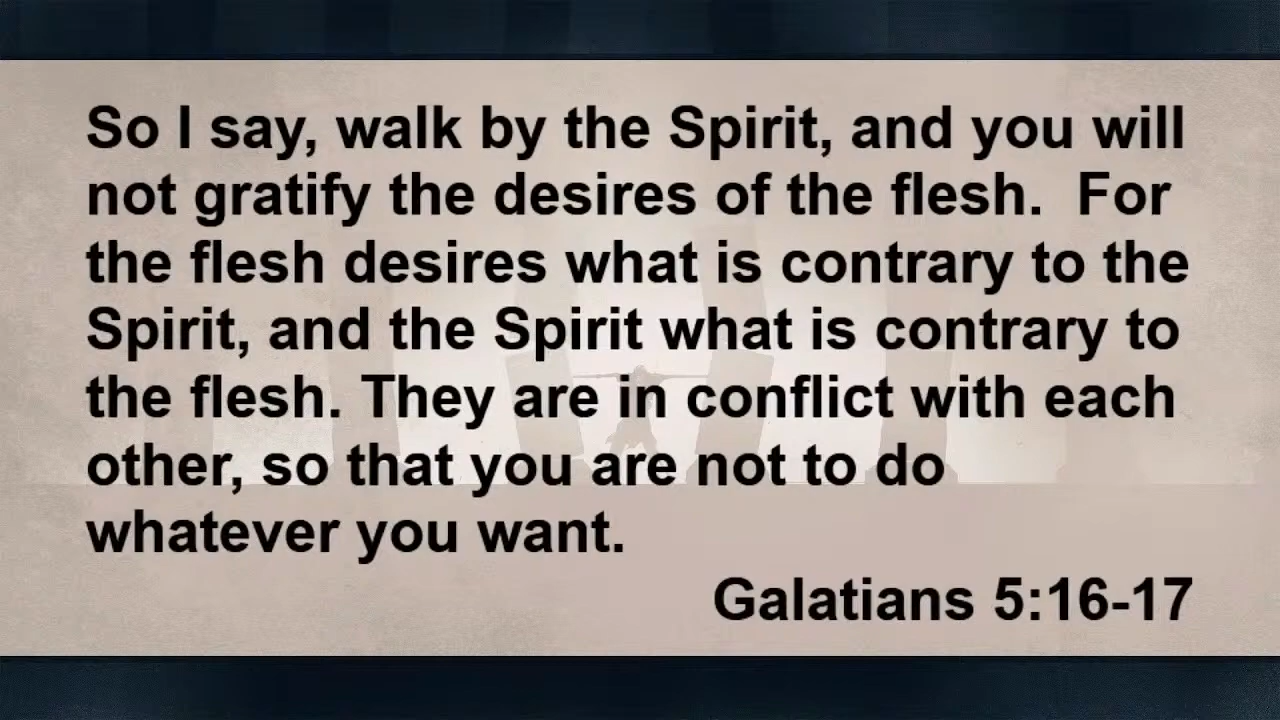 So I say, walk by the Spirit, and you will
not gratify the desires of the flesh.  For
the flesh desires what is contrary to the
Spirit, and the Spirit what is contrary to
the flesh. They are in conflict with each
other, so that you are not to do
whatever you want.
Galatians 5:16-17